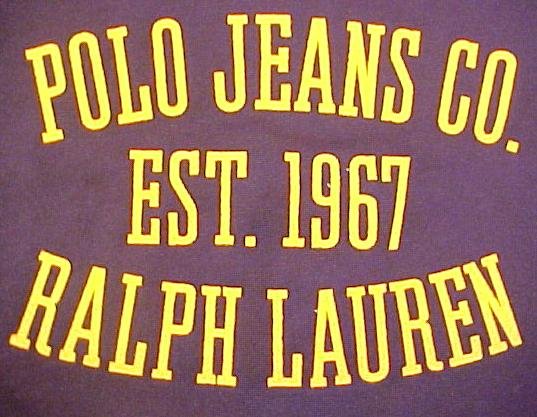 POLO JEANS CO.
EST. 1967
RALPH LAUREN